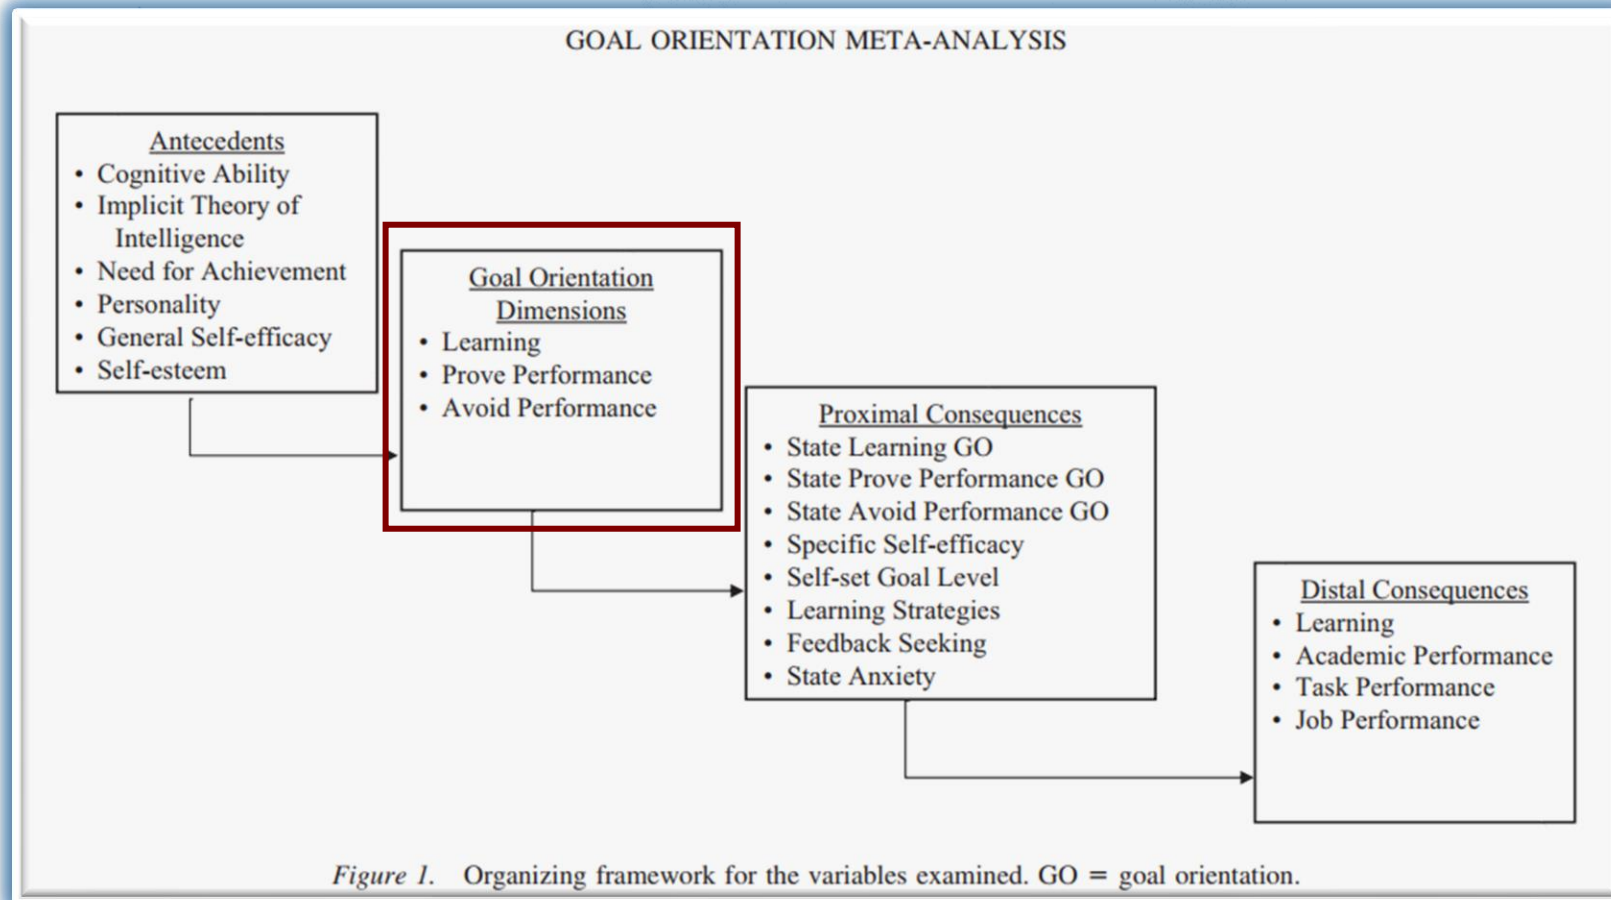 GOAL ORIENTATION META-ANALYSIS
Antecedents
• Cognitive Ability
• Implicit Theory of
Intelligence
• Need for Achievement
• Personality
• General Self-efficacy
• Self-esteem
Goal Orientation
Dimensions
• Learning
• Prove Performance
• Avoid Performance
Proximal Consequences
• State Learning GO
• State Prove Performance GO
• State Avoid Performance GO
• Specific Self-efficacy
• Self-set Goal Level
• Learning Strategies
• Feedback Seeking
• State Anxiety
Distal Consequences
• Learning
• Academic Performance
• Task Performance
• Job Performance
Figure 1. Organizing framework for the variables examined. GO = goal orientation.